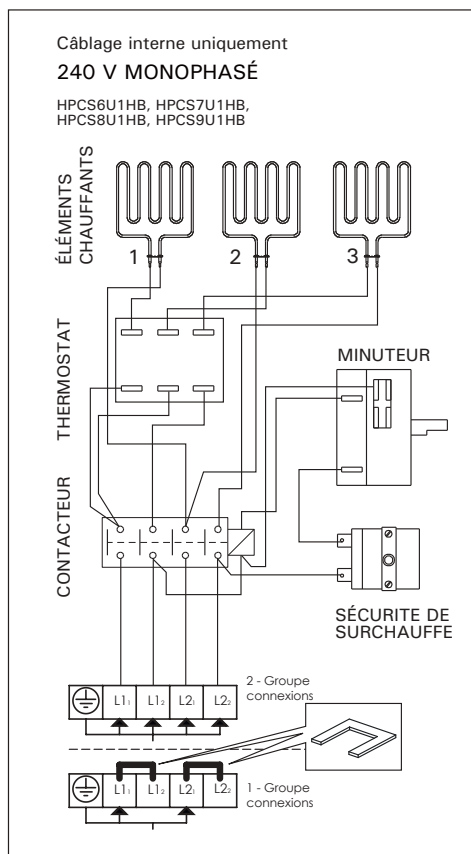 Câblage interne uniquement
240 V MONOPHASÉ
HPCS6U1HB, HPCS7U1HB,
HPCS8U1HB, HPCS9U1HB
ÉLÉMENTS
CHAUFFANTS
1
2
3
THERMOSTAT
MINUTEUR
CONTACTEUR
SÉCURITE DE
SURCHAUFFE
2 - Groupe
connexions
L1₁ L1₂ L2₁ L2₂
L1₁ L1₂ L2₁ L2₂
1 - Groupe
connexions